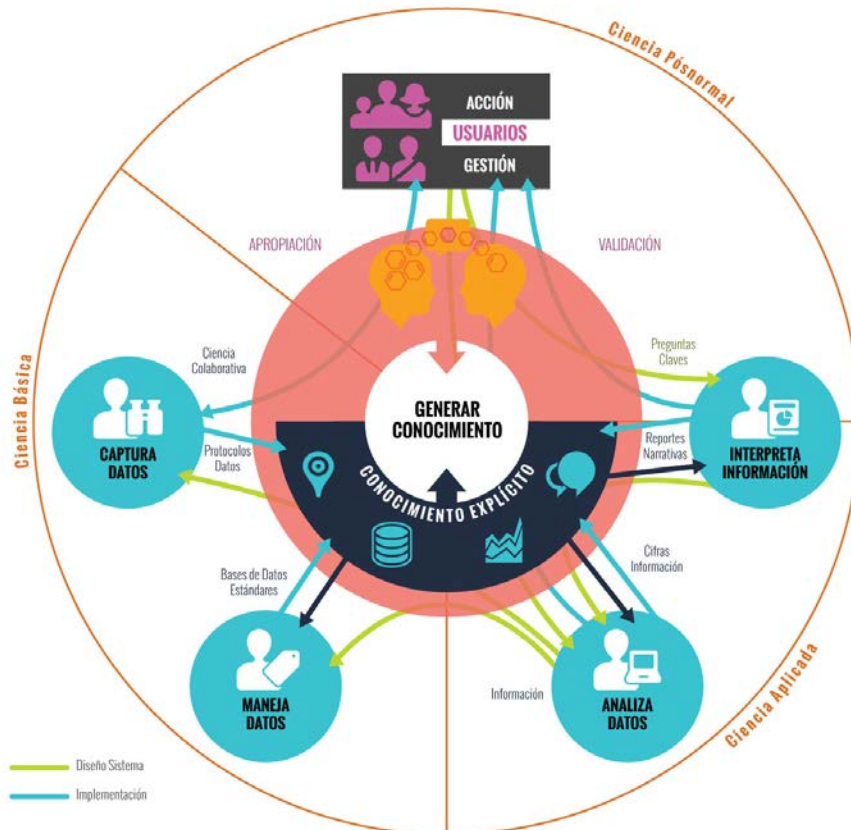 Ciencia Pósnormal
ACCIÓN
USUARIOS
GESTIÓN
APROPIACIÓN
VALIDACIÓN
Ciencia
Colaborativa
Preguntas
Claves
Ciencia Básica
CAPTURA
DATOS
Protocolos
Datos
GENERAR
CONOCIMIENTO
CONOCIMIENTO EXPLÍCITO
Reportes
Narrativas
INTERPRETA
INFORMACIÓN
Bases de Datos
Estándares
Cifras
Información
MANEJA
DATOS
Información
ANALIZA
DATOS
Ciencia Aplicada
Diseño Sistema
Implementación